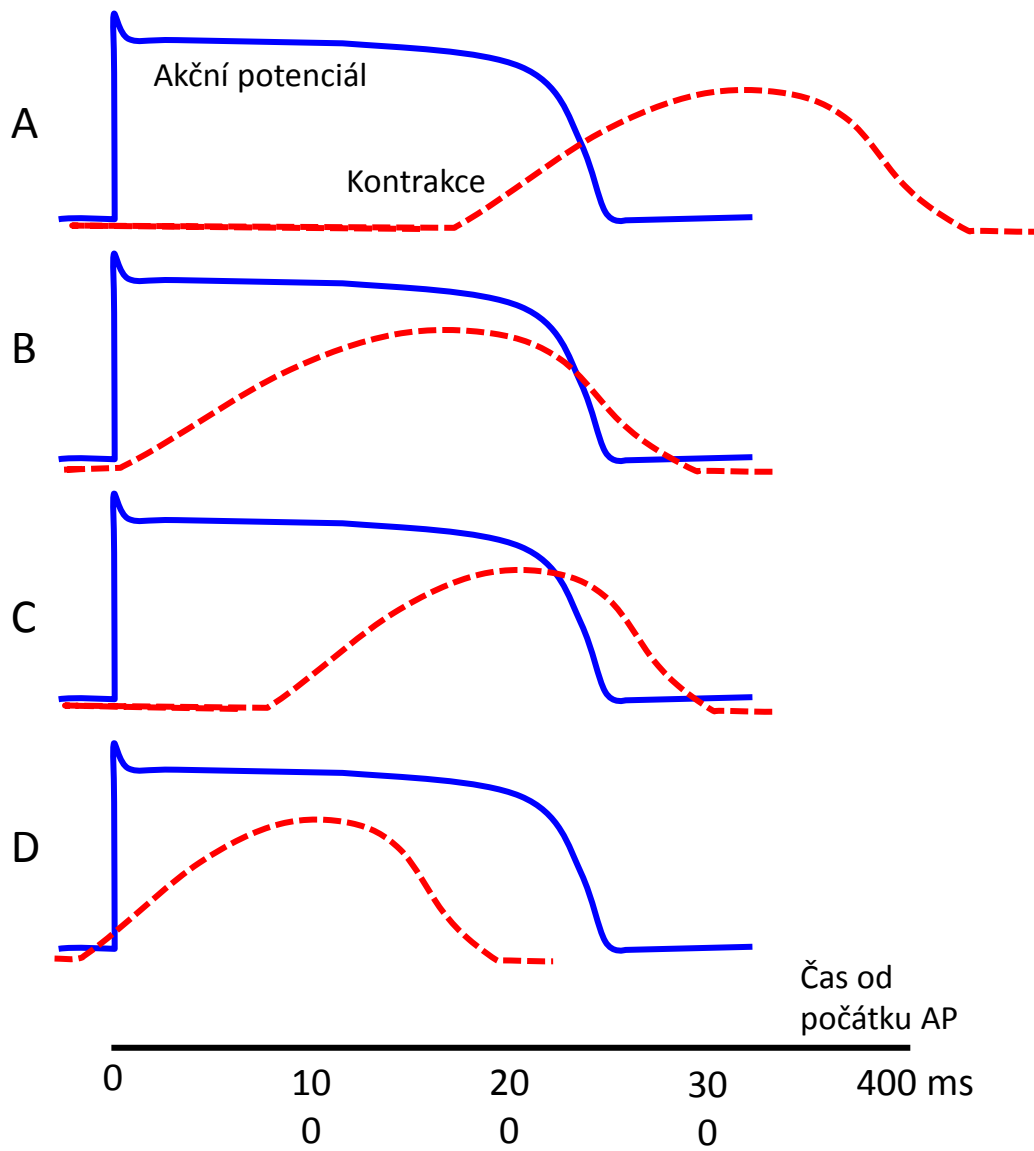 Akční potenciál
A
Kontrakce
B
C
D
Čas od
počátku AP
0 10 20 30 400 ms
0 0 0